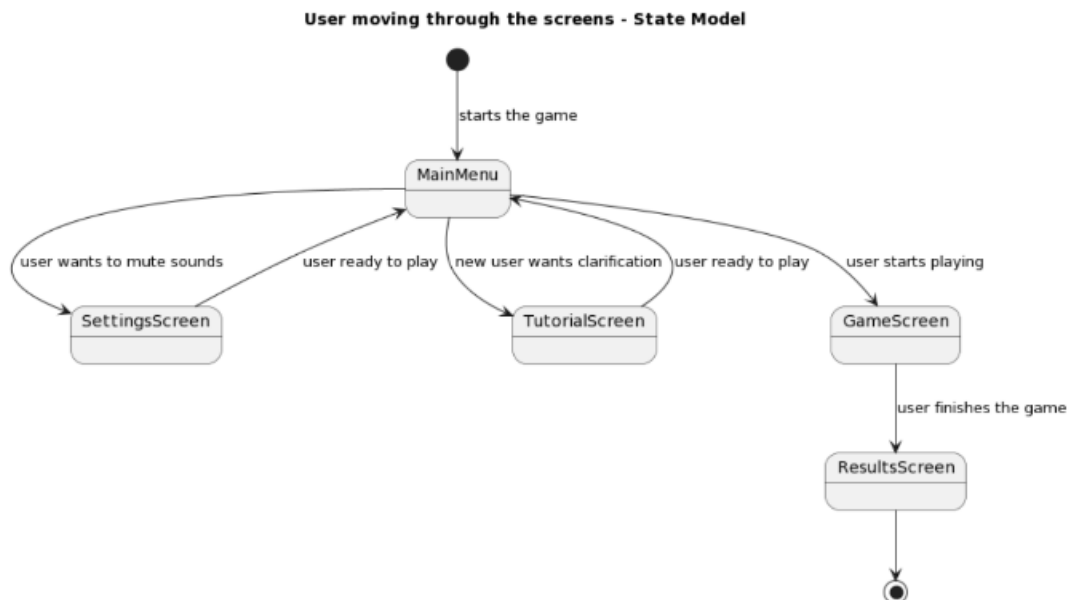 User moving through the screens - State Model
starts the game
MainMenu
user wants to mute sounds
user ready to play
new user wants clarification
user ready to play
user starts playing
SettingsScreen
TutorialScreen
GameScreen
user finishes the game
ResultsScreen